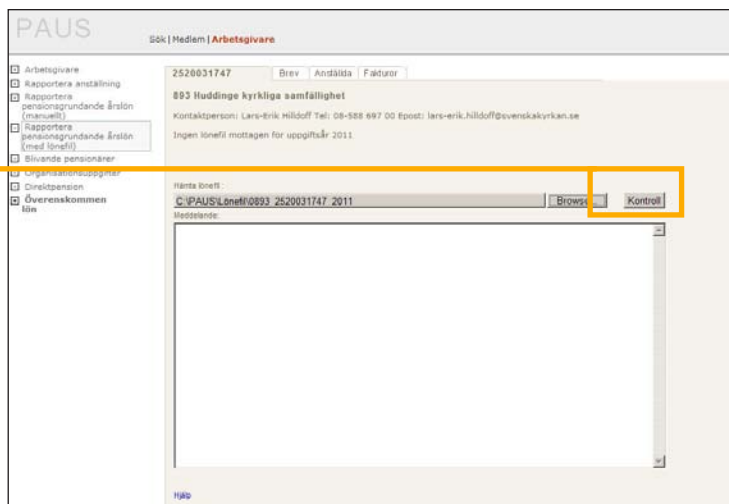 PAUS
Sök | Medlem | Arbetsgivare
Arbetsgivare
Rapportera anställning
Rapportera
pensionsgrundande årslön
(manuellt)
Rapportera
pensionsgrundande årslön
(med lönefil)
Blivande pensionärer
Organisationsuppgifter
Direktpension
Överenskommen
lön
2520031747 Brev Anställda Fakturor
893 Huddinge kyrkliga samfällighet
Kontaktperson: Lars-Erik Hilldoff Tel: 08-588 697 00 Epost: lars-erik.hilldoff@svenskakyrkan.se
Ingen lönefil mottagen för uppgiftsår 2011
Hämta lönefil :
C:\PAUS\Lönefil\0893_2520031747_2011 Browse... Kontroll
Meddelande:
Hjälp